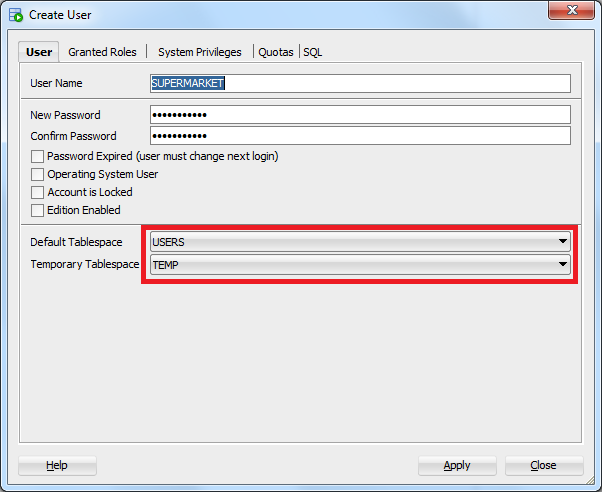 Create User
User Granted Roles System Privileges Quotas SQL
User Name SUPERMARKET
New Password •••••••••••
Confirm Password •••••••••••
Password Expired (user must change next login)
Operating System User
Account is Locked
Edition Enabled
Default Tablespace USERS
Temporary Tablespace TEMP
Help Apply Close